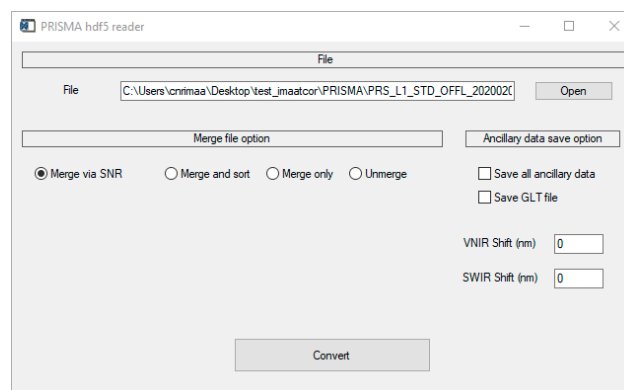 PRISMA hdf5 reader
File
File C:\Users\cnrimaa\Desktop\test_imaatcor\PRISMA\PRS_L1_STD_OFFL_2020020 Open
Merge file option Ancillary data save option
Merge via SNR Merge and sort Merge only Unmerge Save all ancillary data
Save GLT file
VNIR Shift (nm) 0
SWIR Shift (nm) 0
Convert